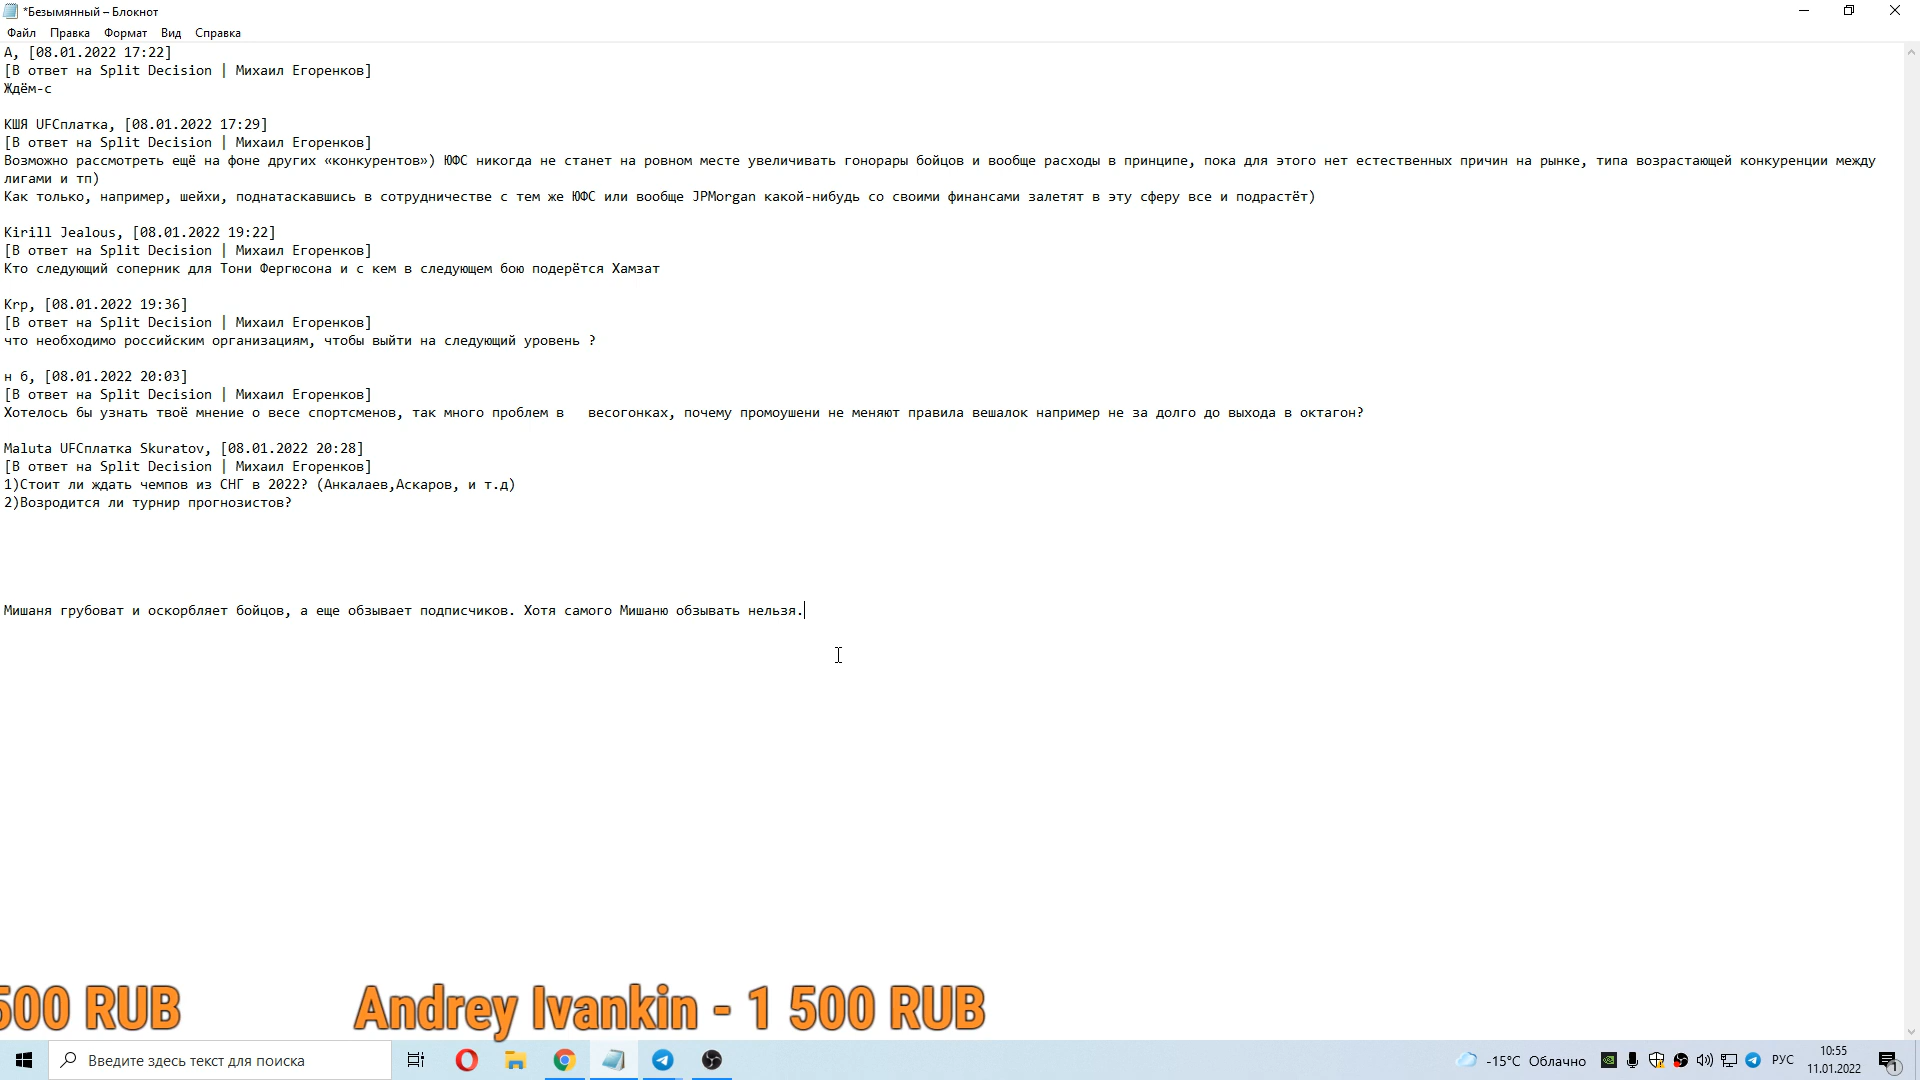 *Безымянный – Блокнот
Файл Правка Формат Вид Справка
А, [08.01.2022 17:22]
[В ответ на Split Decision | Михаил Егоренков]
Ждём-с
КШЯ UFCплатка, [08.01.2022 17:29]
[В ответ на Split Decision | Михаил Егоренков]
Возможно рассмотреть ещё на фоне других «конкурентов») ЮФС никогда не станет на ровном месте увеличивать гонорары бойцов и вообще расходы в принципе, пока для этого нет естественных причин на рынке, типа возрастающей конкуренции между
лигами и тп)
Как только, например, шейхи, поднатаскавшись в сотрудничестве с тем же ЮФС или вообще JPMorgan какой-нибудь со своими финансами залетят в эту сферу все и подрастёт)
Kirill Jealous, [08.01.2022 19:22]
[В ответ на Split Decision | Михаил Егоренков]
Кто следующий соперник для Тони Фергюсона и с кем в следующем бою подерётся Хамзат
Кгр, [08.01.2022 19:36]
[В ответ на Split Decision | Михаил Егоренков]
что необходимо российским организациям, чтобы выйти на следующий уровень ?
н б, [08.01.2022 20:03]
[В ответ на Split Decision | Михаил Егоренков]
Хотелось бы узнать твоё мнение о весе спортсменов, так много проблем в весогонках, почему промоушени не меняют правила вешалок например не за долго до выхода в октагон?
Maluta UFCплатка Skuratov, [08.01.2022 20:28]
[В ответ на Split Decision | Михаил Егоренков]
1)Стоит ли ждать чемпов из СНГ в 2022? (Анкалаев,Аскаров, и т.д)
2)Возродится ли турнир прогнозистов?
Мишаня грубоват и оскорбляет бойцов, а еще обзывает подписчиков. Хотя самого Мишаню обзывать нельзя.
500 RUB Andrey Ivankin - 1 500 RUB
Введите здесь текст для поиска
-15°C Облачно
РУС
10:55
11.01.2022
1